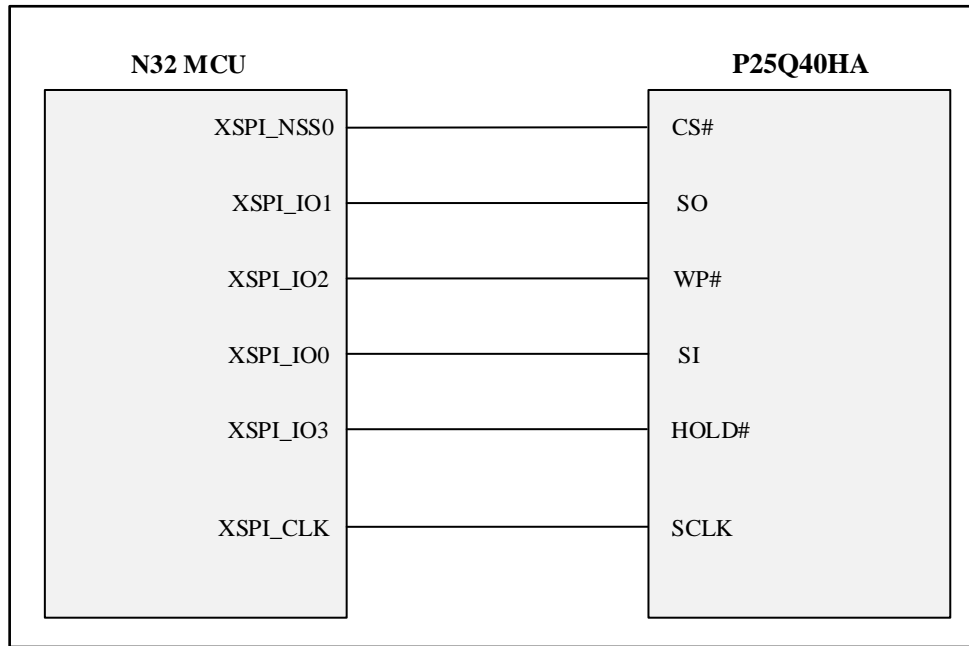 N32 MCU P25Q40HA
XSPI_NSS0 CS#
XSPI_IO1 SO
XSPI_IO2 WP#
XSPI_IO0 SI
XSPI_IO3 HOLD#
XSPI_CLK SCLK